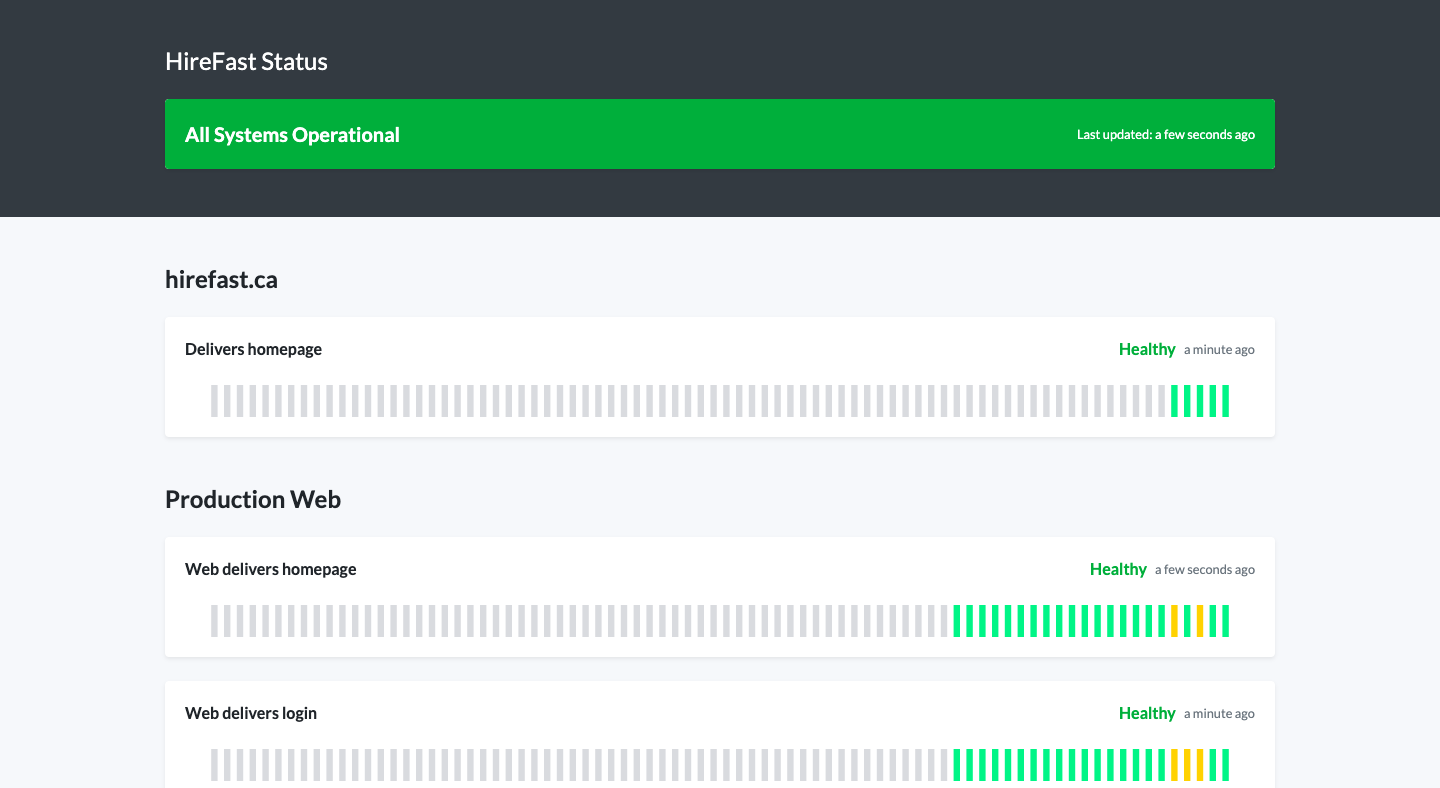 HireFast Status
All Systems Operational
Last updated: a few seconds ago
hirefast.ca
Delivers homepage
Healthy a minute ago
Production Web
Web delivers homepage
Healthy a few seconds ago
Web delivers login
Healthy a minute ago